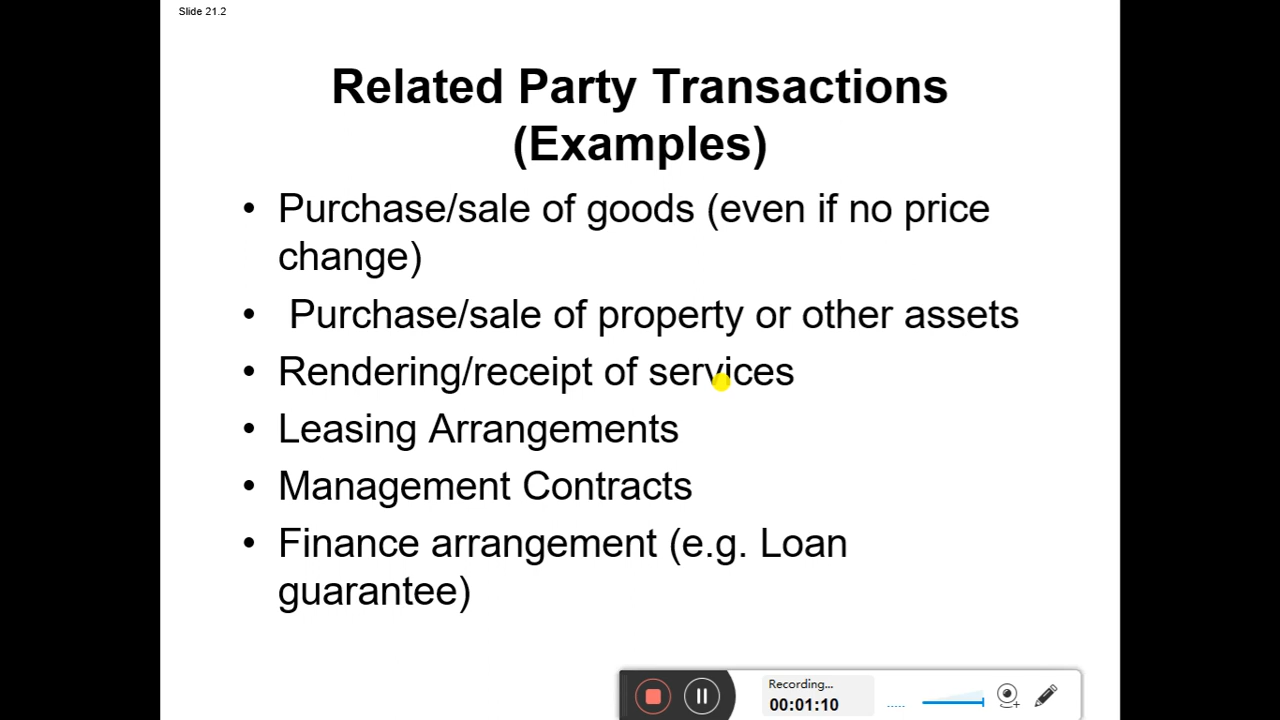 Slide 21.2
Related Party Transactions
(Examples)
• Purchase/sale of goods (even if no price
change)
• Purchase/sale of property or other assets
• Rendering/receipt of services
• Leasing Arrangements
• Management Contracts
• Finance arrangement (e.g. Loan
guarantee)
Recording...
00:01:10